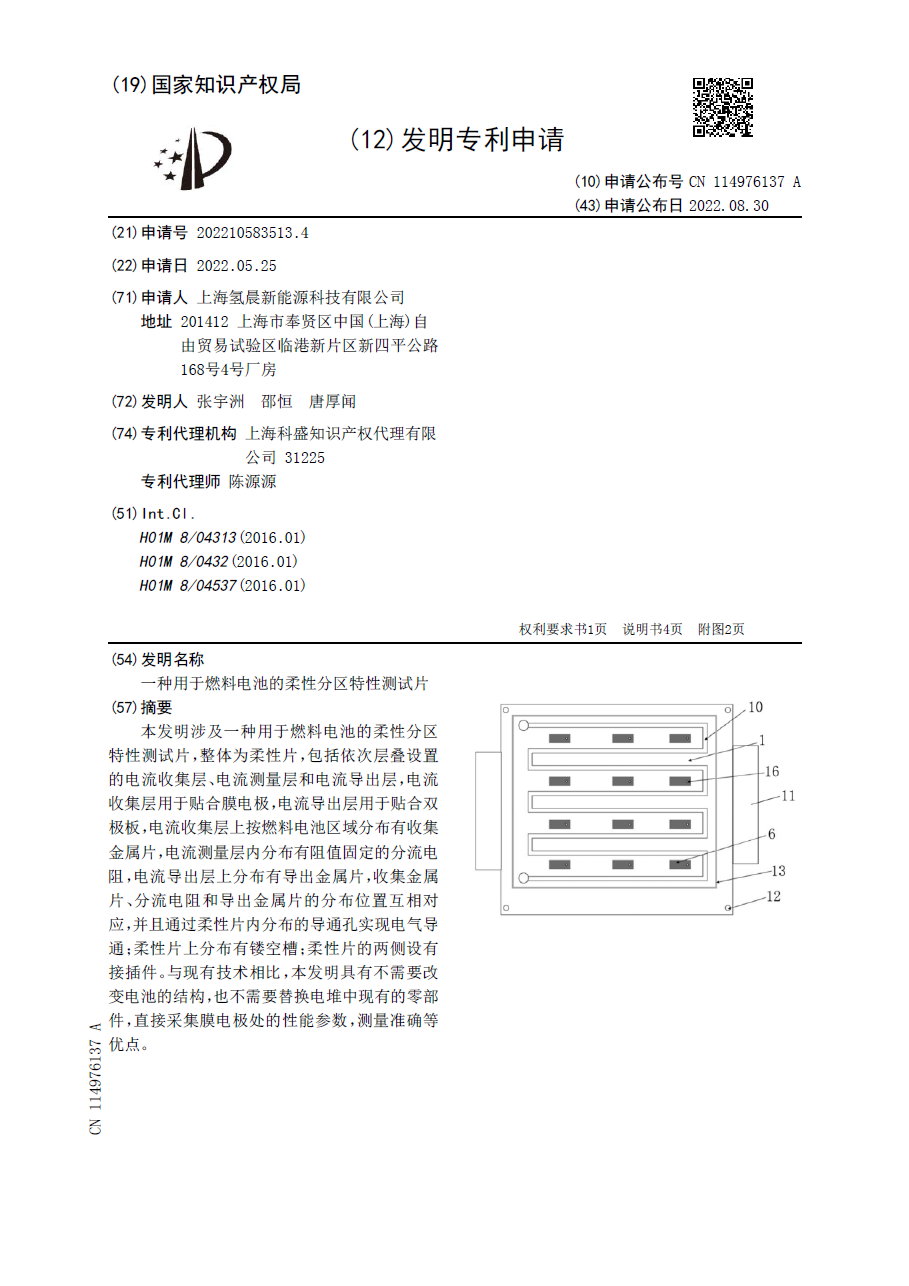 (19)国家知识产权局
(12)发明专利申请
(10)申请公布号 CN 114976137 A
(43)申请公布日 2022.08.30
(21)申请号 202210583513.4
(22)申请日 2022.05.25
(71)申请人 上海氢晨新能源科技有限公司
地址 201412 上海市奉贤区中国(上海)自
由贸易试验区临港新片区新四平公路
168号4号厂房
(72)发明人 张宇洲 邵恒 唐厚闻
(74)专利代理机构 上海科盛知识产权代理有限
公司 31225
专利代理师 陈源源
(51)Int.Cl.
H01M 8/04313(2016.01)
H01M 8/0432(2016.01)
H01M 8/04537(2016.01)
权利要求书1页 说明书4页 附图2页
(54)发明名称
一种用于燃料电池的柔性分区特性测试片
(57)摘要
本发明涉及一种用于燃料电池的柔性分区
特性测试片,整体为柔性片,包括依次层叠设置
的电流收集层、电流测量层和电流导出层,电流
收集层用于贴合膜电极,电流导出层用于贴合双
极板,电流收集层上按燃料电池区域分布有收集
金属片,电流测量层内分布有阻值固定的分流电
阻,电流导出层上分布有导出金属片,收集金属
片、分流电阻和导出金属片的分布位置互相对
应,并且通过柔性片内分布的导通孔实现电气导
通;柔性片上分布有镂空槽;柔性片的两侧设有
接插件。与现有技术相比,本发明具有不需要改
变电池的结构,也不需要替换电堆中现有的零部
件,直接采集膜电极处的性能参数,测量准确等
优点。
10
1
16
11
6
13
12
CN 114976137 A